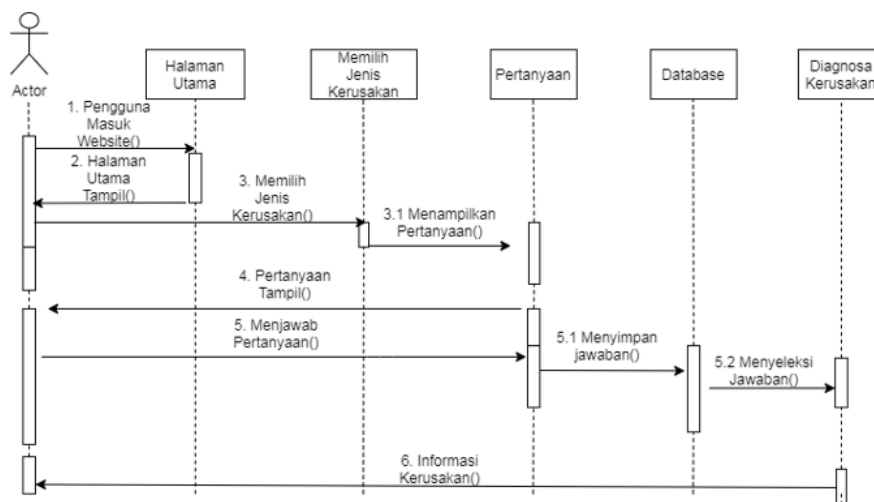 Actor
Halaman
Utama
Memilih
Jenis
Kerusakan
Pertanyaan
Database
Diagnosa
Kerusakan
1. Pengguna
Masuk
Website()
2. Halaman
Utama
Tampil()
3. Memilih
Jenis
Kerusakan()
3.1 Menampilkan
Pertanyaan()
4. Pertanyaan
Tampil()
5. Menjawab
Pertanyaan()
5.1 Menyimpan
jawaban()
5.2 Menyeleksi
Jawaban()
6. Informasi
Kerusakan()